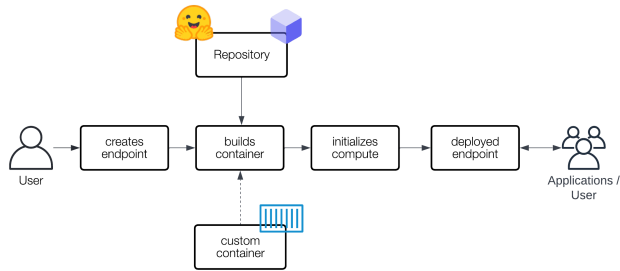 Repository
creates
endpoint
builds
container
initializes
compute
deployed
endpoint
User
Applications /
User
custom
container